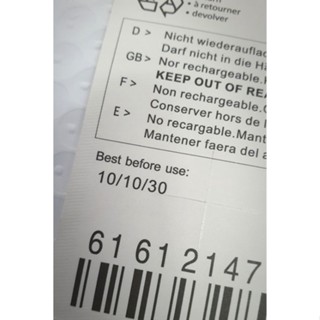 • à retourner
• devolver
D > Nicht wiederauflad
Darf nicht in die Hä
GB> Nor rechargeable.
KEEP OUT OF REA
F > Non rechargeable.
Conserver hors de
E > No recargable.Mant
Mantener faera del a
Best before use:
10/10/30
61612147